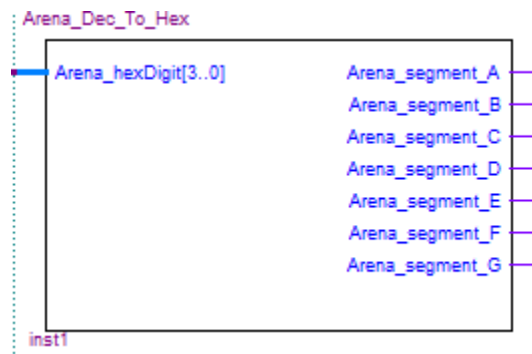 Arena_Dec_To_Hex
Arena_hexDigit[3..0]
Arena_segment_A
Arena_segment_B
Arena_segment_C
Arena_segment_D
Arena_segment_E
Arena_segment_F
Arena_segment_G
inst1